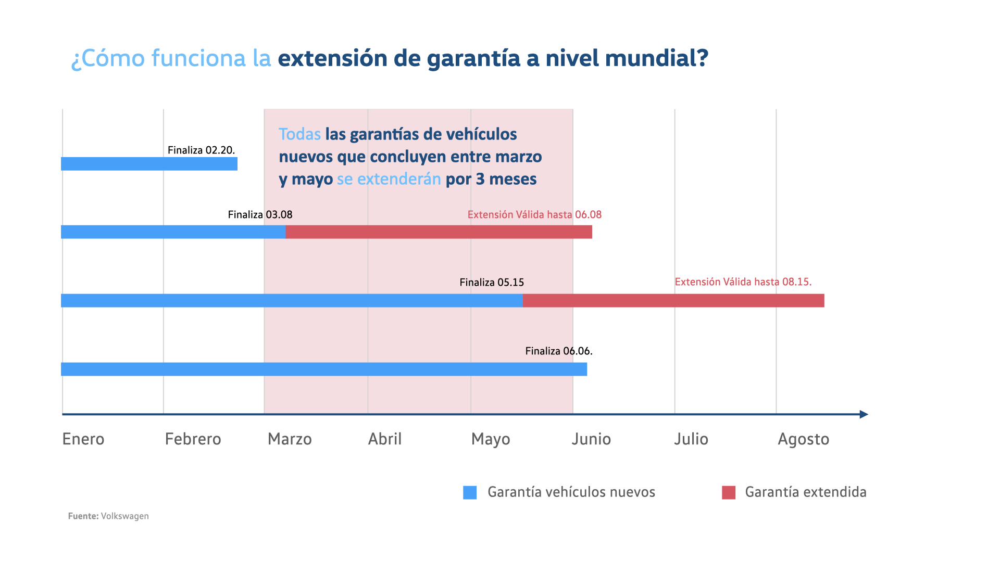 ¿Cómo funciona la extensión de garantía a nivel mundial?
Todas las garantías de vehículos
nuevos que concluyen entre marzo
y mayo se extenderán por 3 meses
Finaliza 02.20.
Finaliza 03.08
Extensión Válida hasta 06.08
Finaliza 05.15
Extensión Válida hasta 08.15.
Finaliza 06.06.
Enero
Febrero
Marzo
Abril
Mayo
Junio
Julio
Agosto
Garantía vehículos nuevos
Garantía extendida
Fuente: Volkswagen